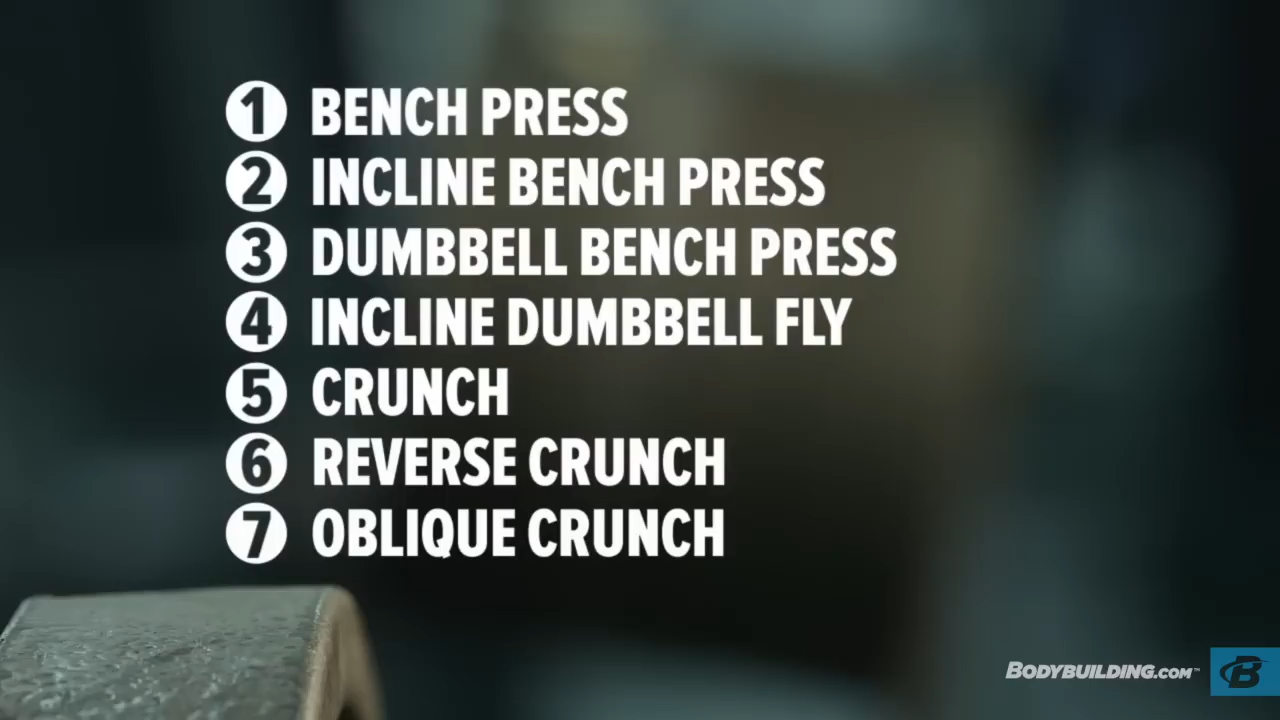 1 BENCH PRESS
2 INCLINE BENCH PRESS
3 DUMBBELL BENCH PRESS
4 INCLINE DUMBBELL FLY
5 CRUNCH
6 REVERSE CRUNCH
7 OBLIQUE CRUNCH
BODYBUILDING.COM™ B